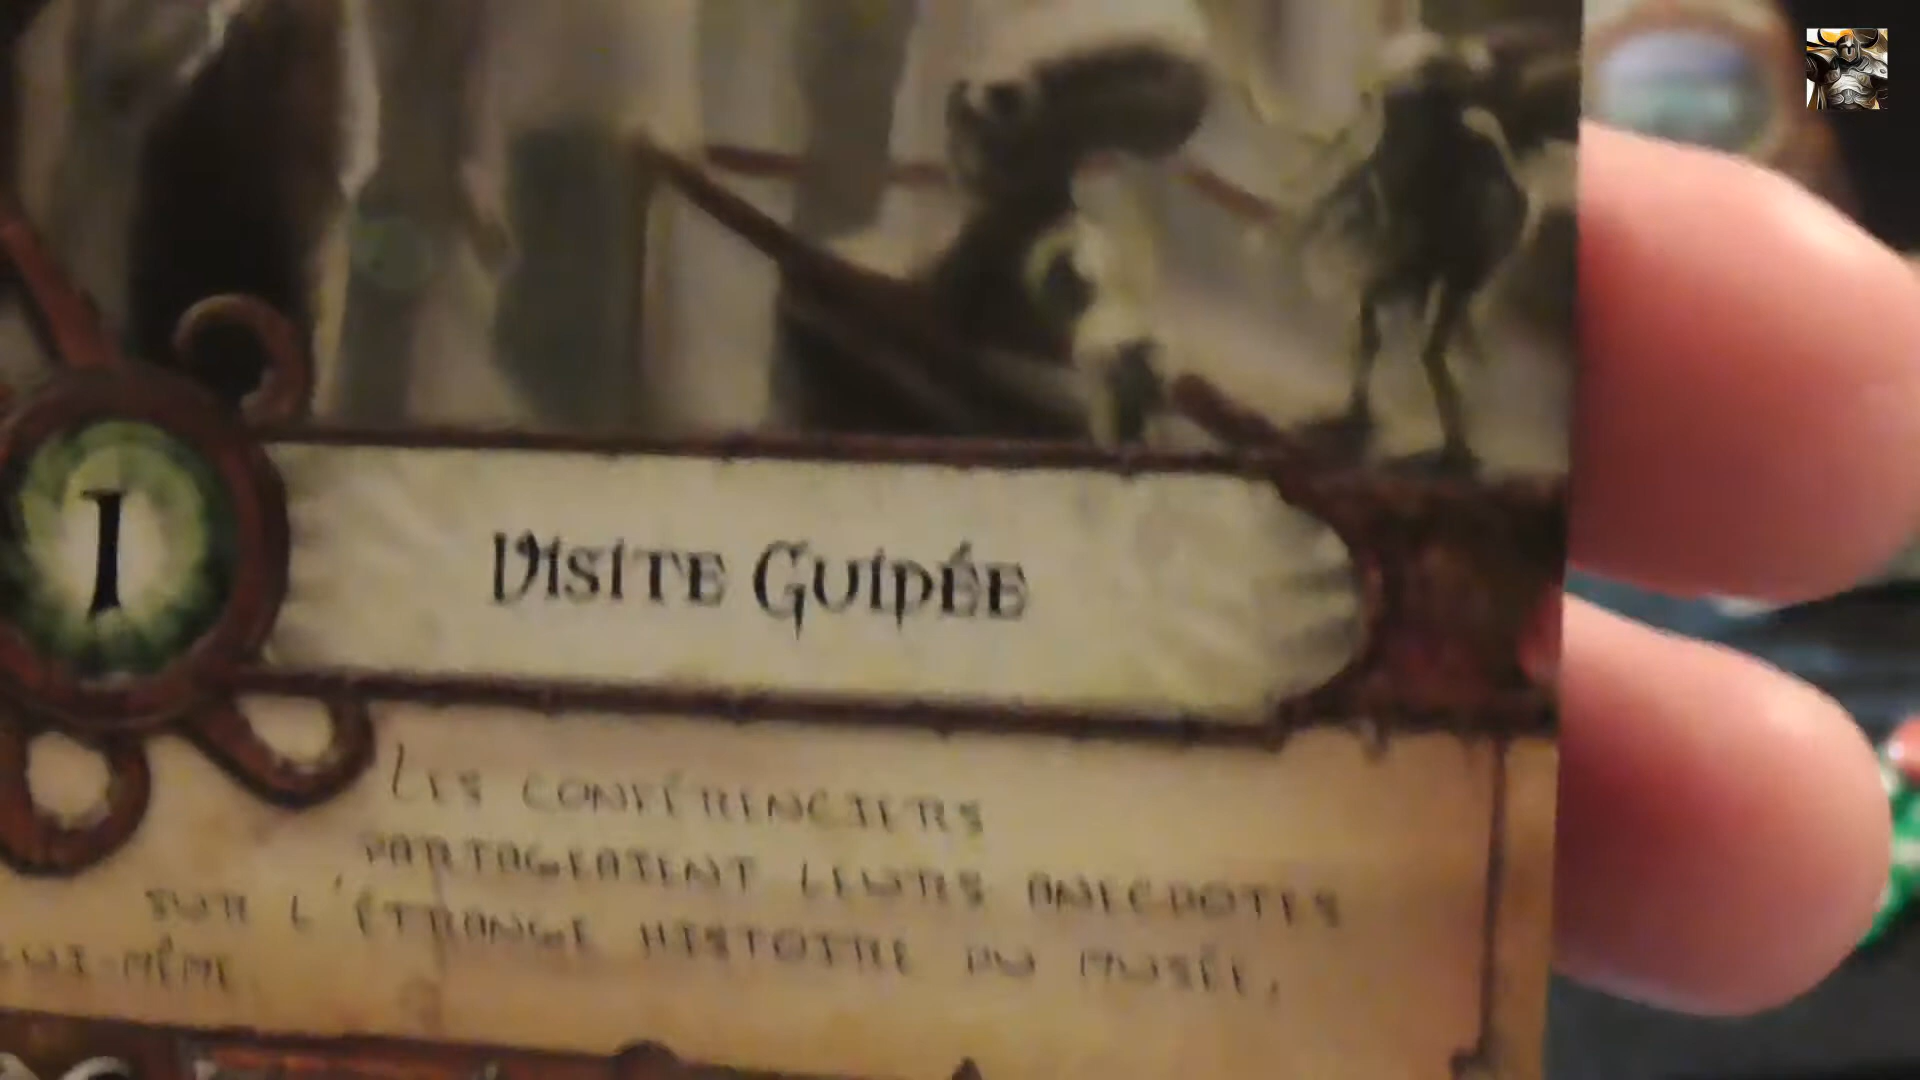 I
Visite Guidée
Les conférenciers
partageaient leurs anecdotes
sur l'étrange histoire du musée,
lui-même